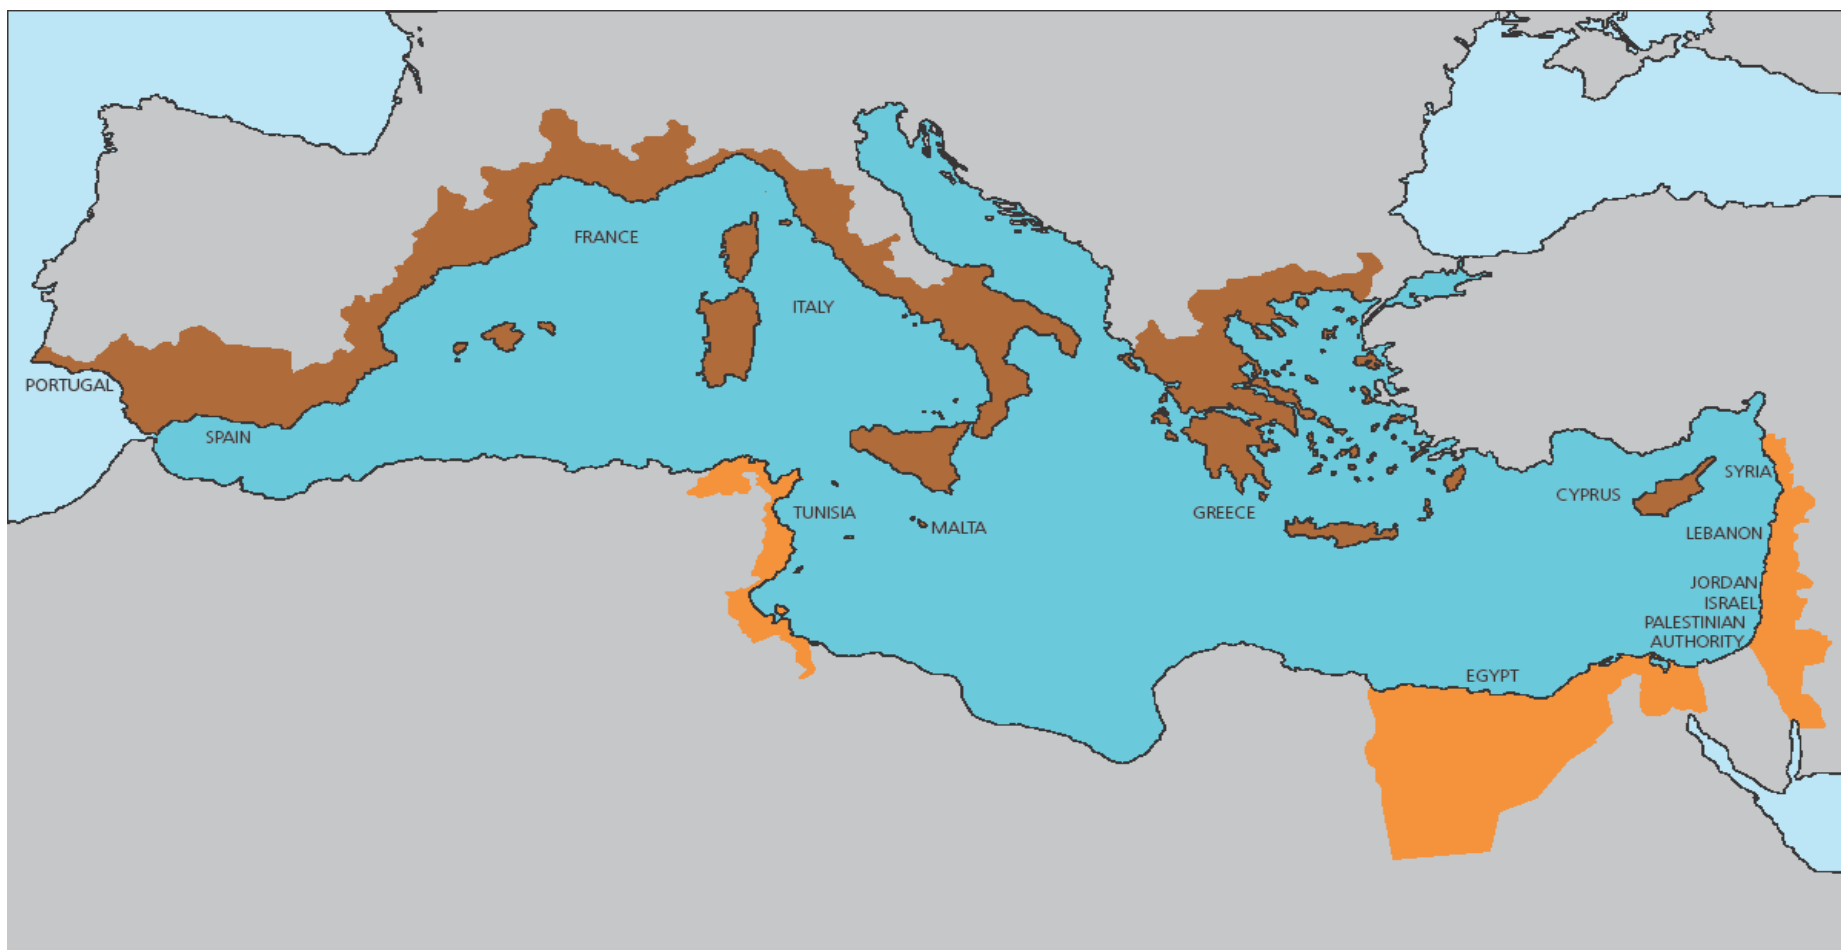 FRANCE
ITALY
PORTUGAL
SPAIN
SYRIA
CYPRUS
TUNISIA
GREECE
MALTA
LEBANON
JORDAN
ISRAEL
PALESTINIAN
AUTHORITY
EGYPT